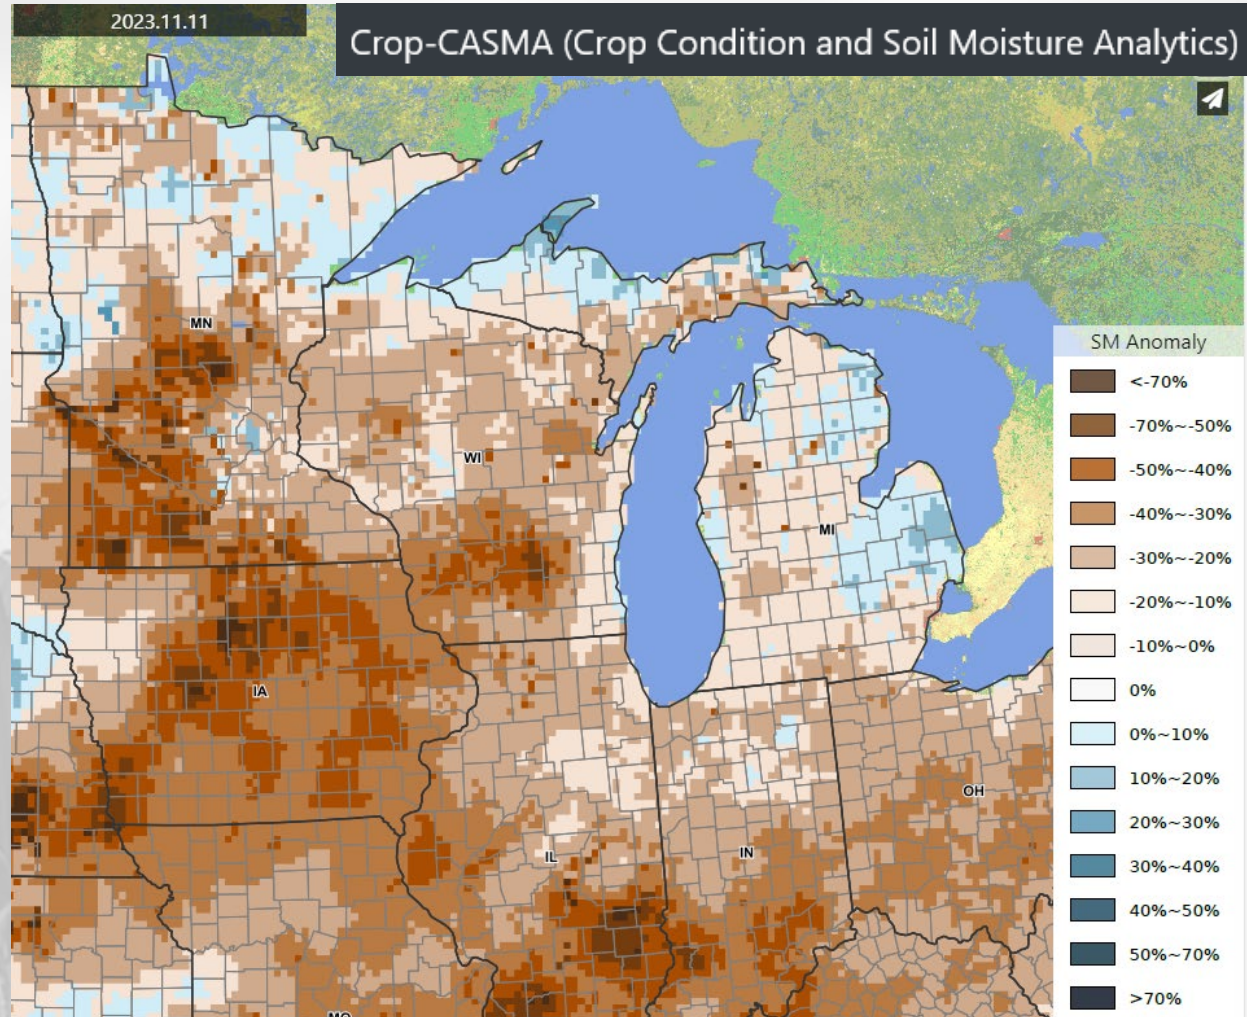 2023.11.11
Crop-CASMA (Crop Condition and Soil Moisture Analytics)
MN
SM Anomaly
<-70%
-70%~-50%
-50%~-40%
WI
-40%~-30%
MI
-30%~-20%
-20%~-10%
-10%~0%
IA
0%
0%~10%
10%~20%
OH
20%~30%
IL
IN
30%~40%
40%~50%
50%~70%
>70%
MO